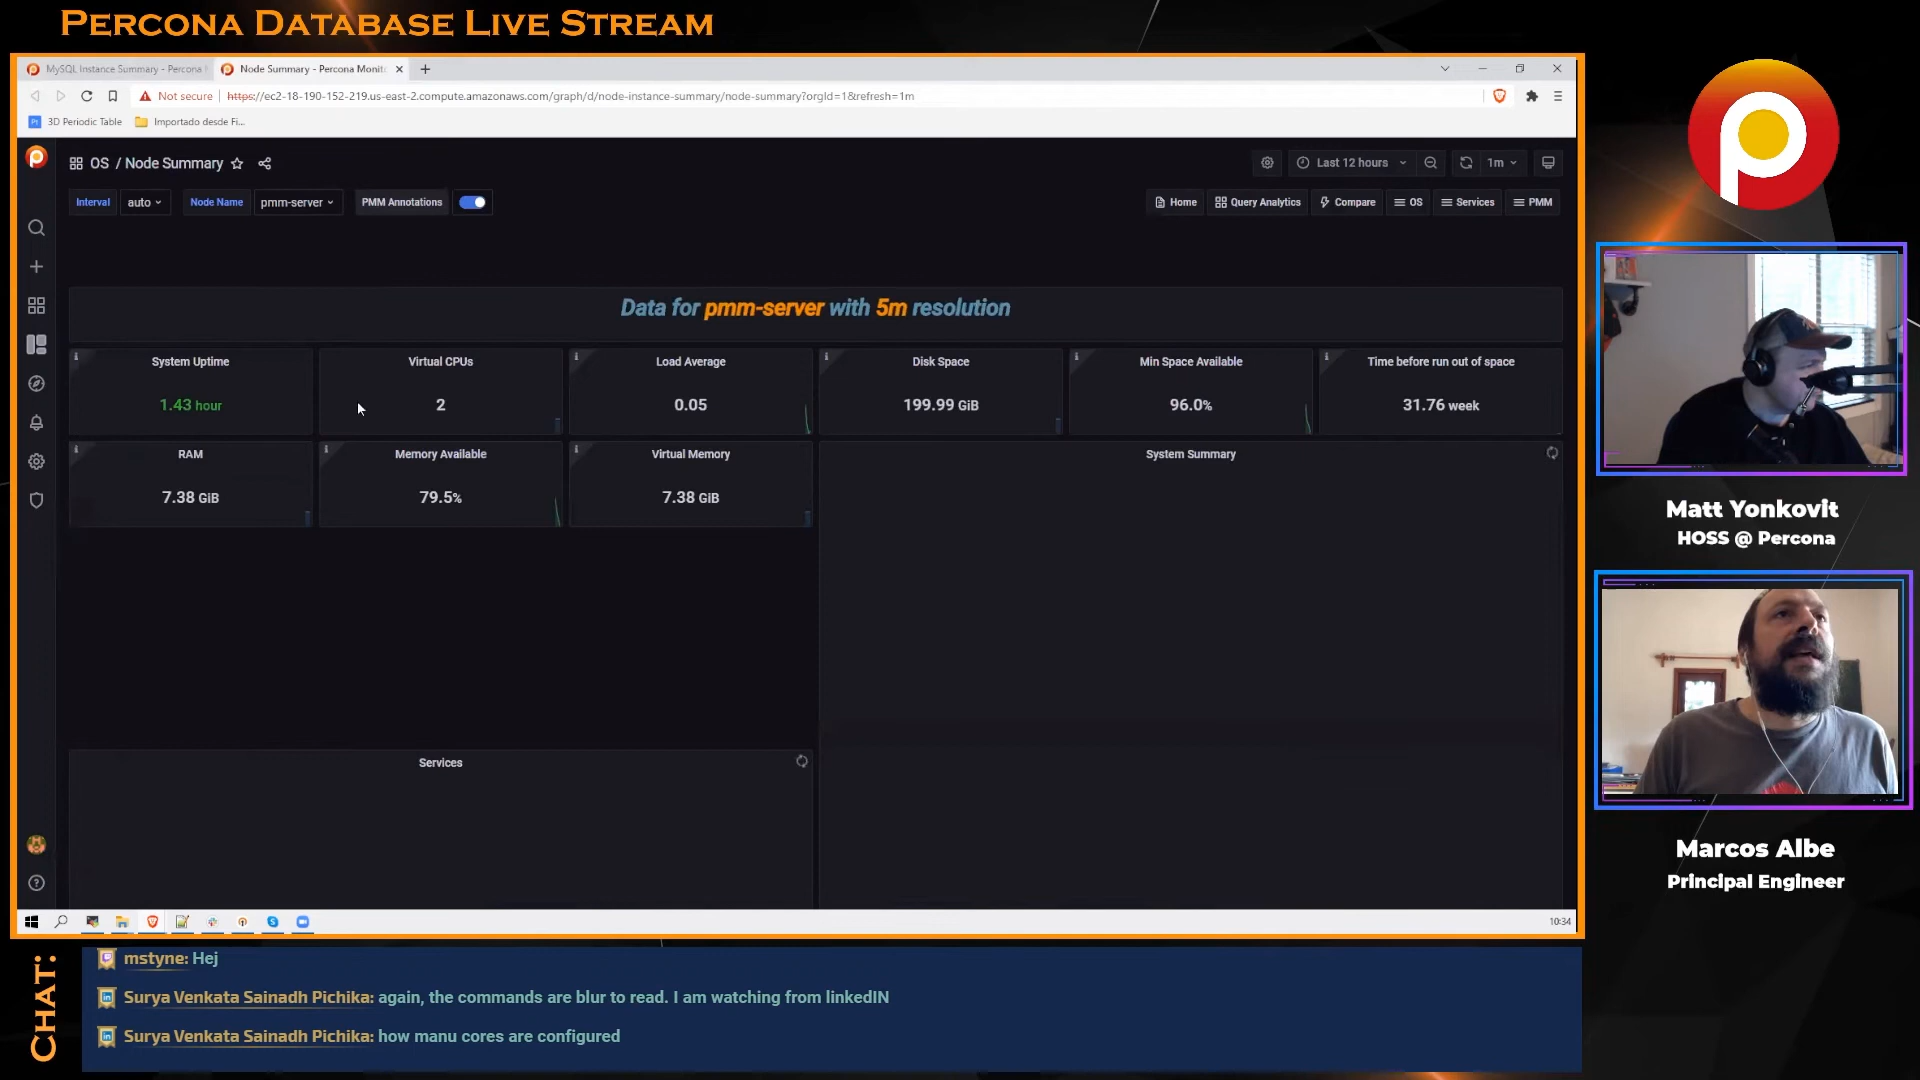 Percona Database Live Stream
MySQL Instance Summary - Percona
Node Summary - Percona Monit
Not secure
https://ec2-18-190-152-219.us-east-2.compute.amazonaws.com/graph/d/node-instance-summary/node-summary?orgId=1&refresh=1m
3D Periodic Table
Importado desde Fi...
OS / Node Summary
Last 12 hours
1m
Interval
auto
Node Name
pmm-server
PMM Annotations
Home
Query Analytics
Compare
OS
Services
PMM
Data for pmm-server with 5m resolution
System Uptime
1.43 hour
Virtual CPUs
2
Load Average
0.05
Disk Space
199.99 GiB
Min Space Available
96.0%
Time before run out of space
31.76 week
RAM
7.38 GiB
Memory Available
79.5%
Virtual Memory
7.38 GiB
System Summary
Services
10:34
Matt Yonkovit
HOSS @ Percona
Marcos Albe
Principal Engineer
CHAT:
mstyne: Hej
Surya Venkata Sainadh Pichika: again, the commands are blur to read. I am watching from linkedIN
Surya Venkata Sainadh Pichika: how manu cores are configured